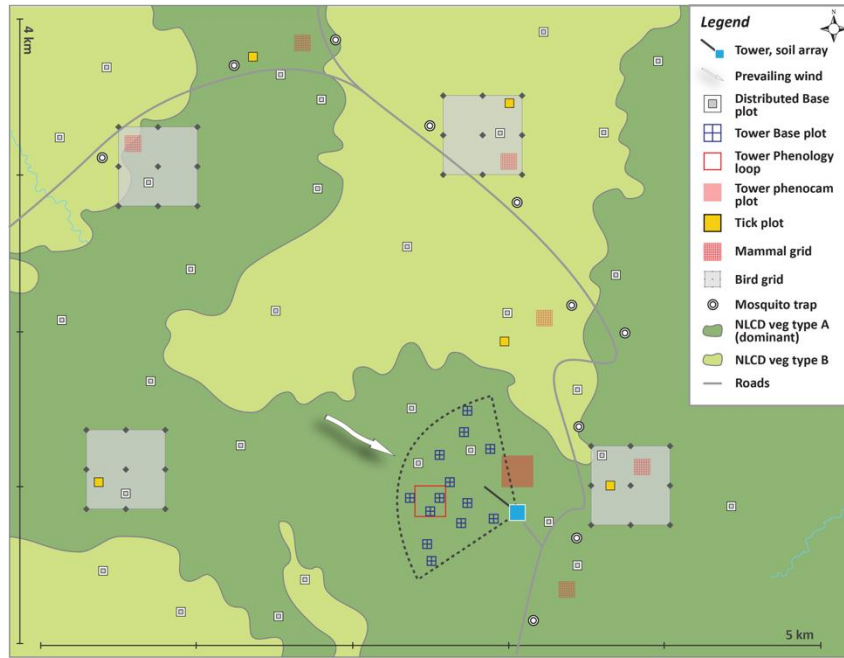 4 km
Legend
N
Tower, soil array
Prevailing wind
Distributed Base
plot
Tower Base plot
Tower Phenology
loop
Tower phenocam
plot
Tick plot
Mammal grid
Bird grid
Mosquito trap
NLCD veg type A
(dominant)
NLCD veg type B
Roads
5 km